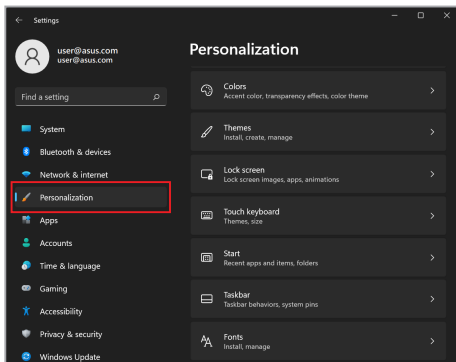 Settings
user@asus.com
user@asus.com
Find a setting
System
Bluetooth & devices
Network & internet
Personalization
Apps
Accounts
Time & language
Gaming
Accessibility
Privacy & security
Windows Update
Personalization
Colors
Accent color, transparency effects, color theme
Themes
Install, create, manage
Lock screen
Lock screen images, apps, animations
Touch keyboard
Themes, size
Start
Recent apps and items, folders
Taskbar
Taskbar behaviors, system pins
Fonts
Install, manage